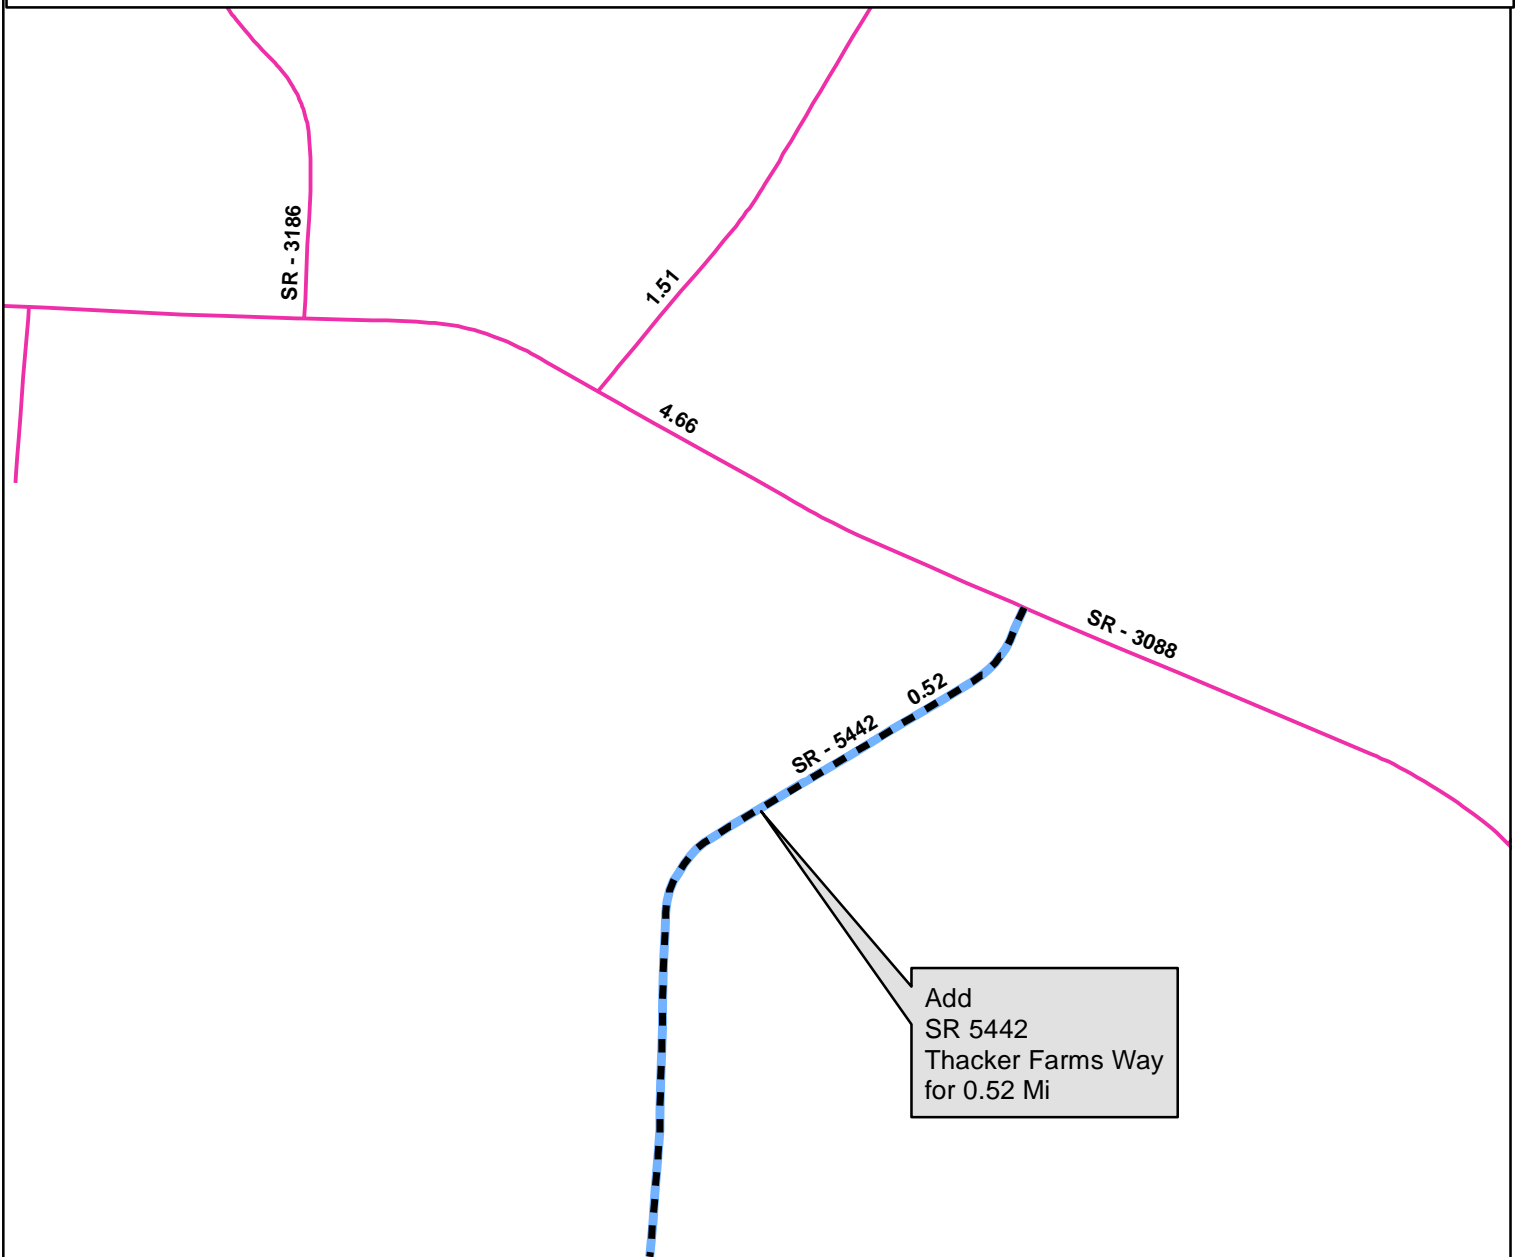 SR - 3186
1.51
4.66
SR - 3088
0.52
SR - 5442
Add
SR 5442
Thacker Farms Way
for 0.52 Mi